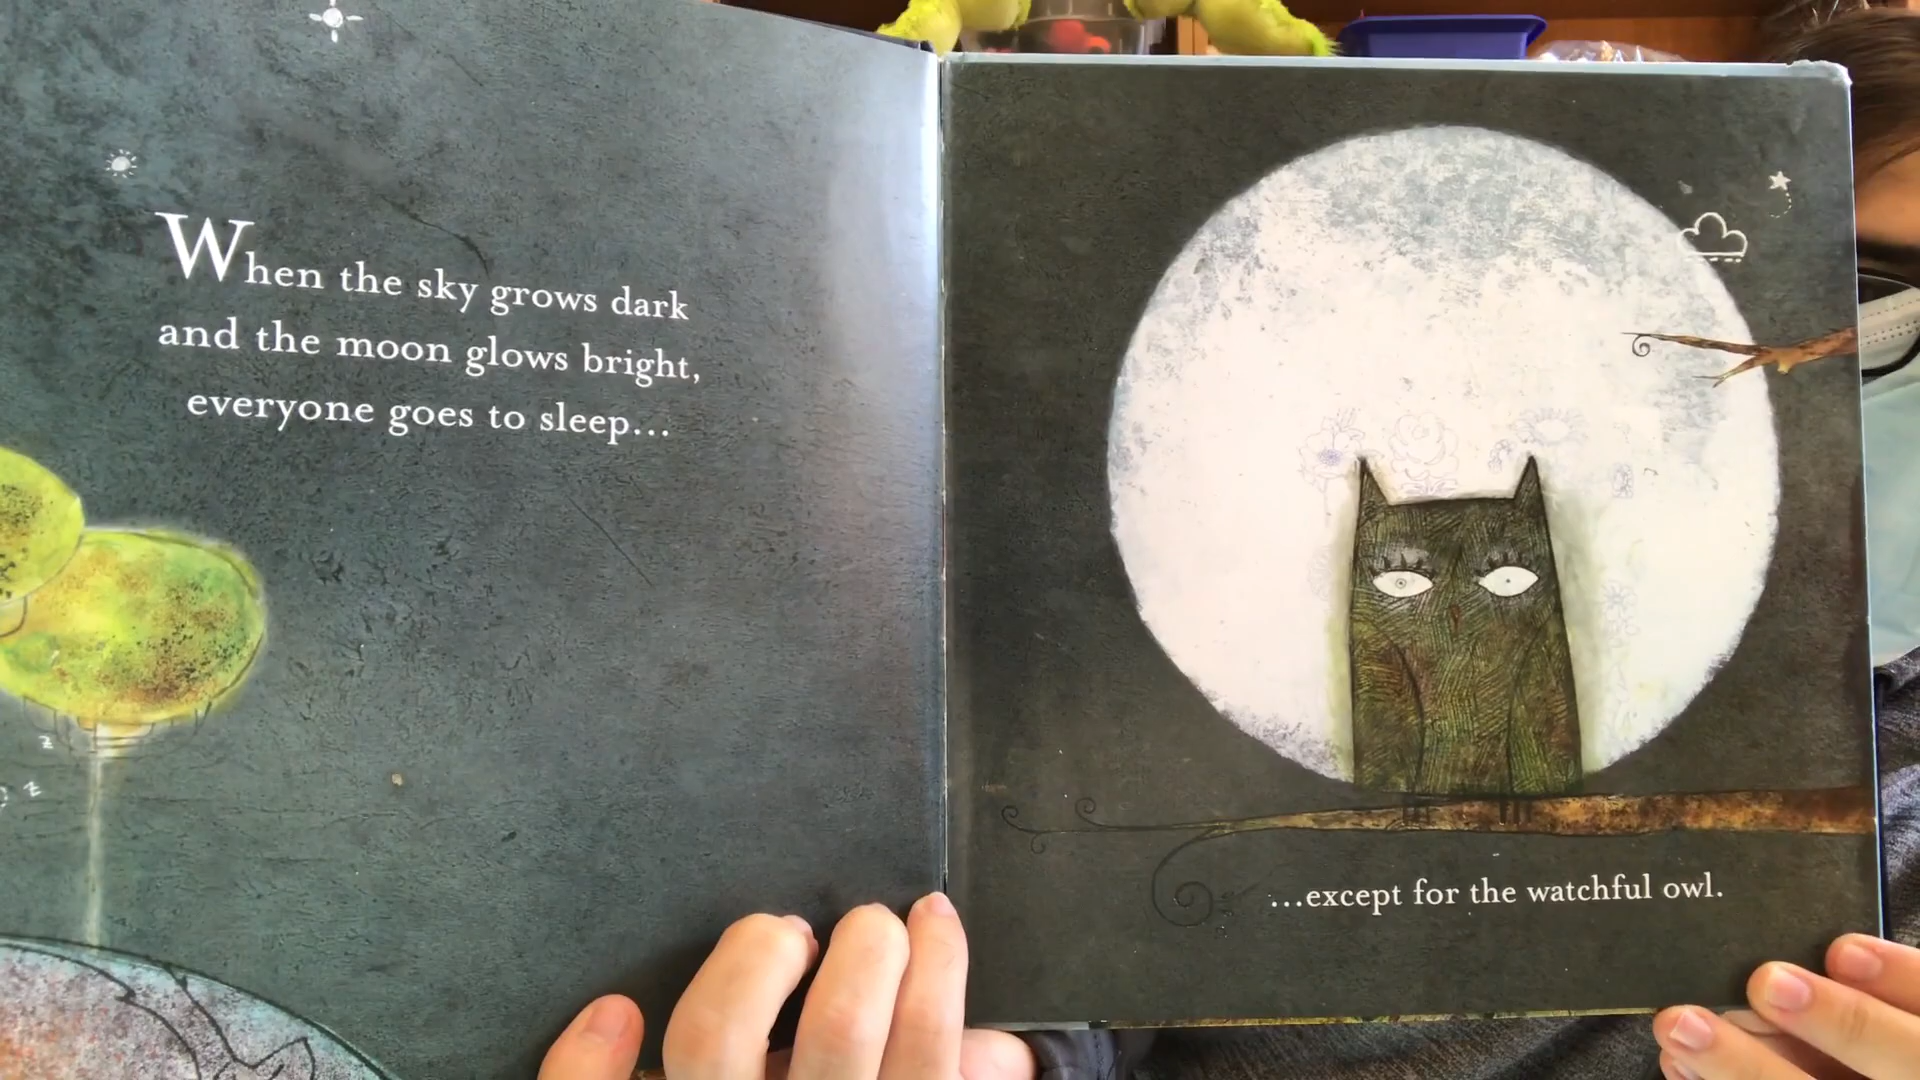 When the sky grows dark
and the moon glows bright,
everyone goes to sleep...
z
z
...except for the watchful owl.